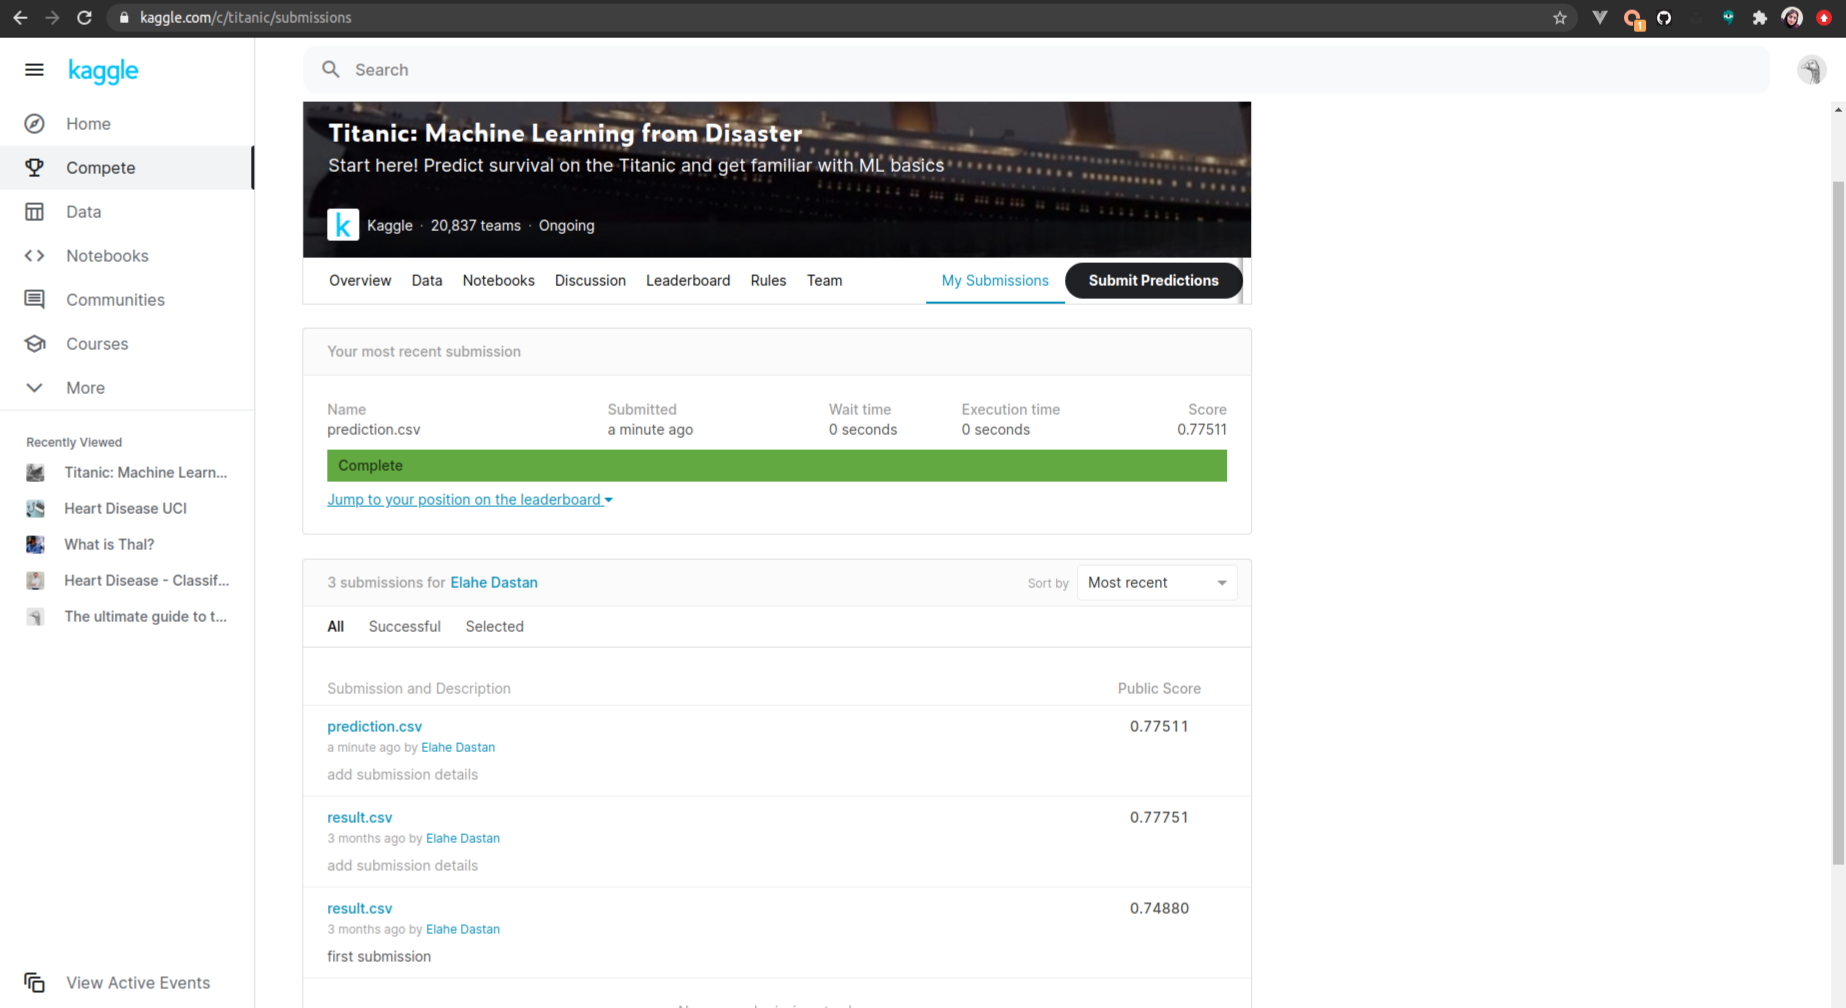 kaggle.com/c/titanic/submissions
1
kaggle
Search
Home
Compete
Data
Notebooks
Communities
Courses
More
Recently Viewed
Titanic: Machine Learn...
Heart Disease UCI
What is Thal?
Heart Disease - Classif...
The ultimate guide to t...
View Active Events
Titanic: Machine Learning from Disaster
Start here! Predict survival on the Titanic and get familiar with ML basics
k Kaggle · 20,837 teams · Ongoing
Overview Data Notebooks Discussion Leaderboard Rules Team My Submissions Submit Predictions
Your most recent submission
Name Submitted Wait time Execution time Score
prediction.csv a minute ago 0 seconds 0 seconds 0.77511
Complete
Jump to your position on the leaderboard
3 submissions for Elahe Dastan Sort by Most recent
All Successful Selected
Submission and Description Public Score
prediction.csv 0.77511
a minute ago by Elahe Dastan
add submission details
result.csv 0.77751
3 months ago by Elahe Dastan
add submission details
result.csv 0.74880
3 months ago by Elahe Dastan
first submission